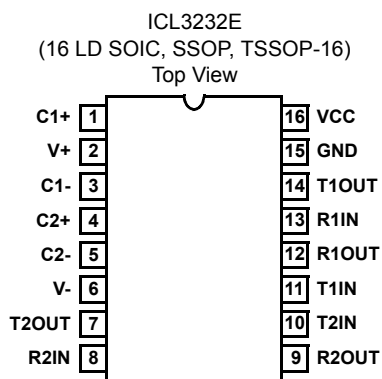 ICL3232E
(16 LD SOIC, SSOP, TSSOP-16)
Top View
C1+ 1 16 VCC
V+ 2 15 GND
C1- 3 14 T1OUT
C2+ 4 13 R1IN
C2- 5 12 R1OUT
V- 6 11 T1IN
T2OUT 7 10 T2IN
R2IN 8 9 R2OUT